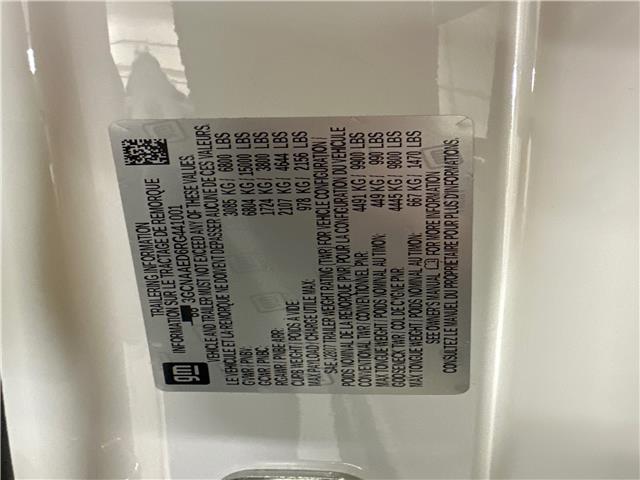 TRAILERING INFORMATION
INFORMATION SUR LE TRACTAGE DE REMORQUE
3GCNAAED6RG441001
VEHICLE AND TRAILER MUST NOT EXCEED ANY OF THESE VALUES.
LE VÉHICULE ET LA REMORQUE NE DOIVENT DÉPASSER AUCUNE DE CES VALEURS.
GVWR / PNBV: 3085 KG / 6800 LBS
GCWR / PNBC: 6804 KG / 15000 LBS
RGAWR / PNBE ARR: 1724 KG / 3800 LBS
CURB WEIGHT/ POIDS À VIDE 2107 KG / 4644 LBS
MAX PAYLOAD / CHARGE UTILE MAX: 978 KG / 2156 LBS
SAE J2807 TRAILER WEIGHT RATING (TWR) FOR VEHICLE CONFIGURATION /
POIDS NOMINAL DE LA REMORQUE PNR POUR LA CONFIGURATION DU VÉHICULE
CONVENTIONAL TWR / CONVENTIONEL PNR: 4491 KG / 9900 LBS
MAX TONGUE WEIGHT / POIDS MAXIMAL AU TIMON: 449 KG / 990 LBS
GOOSENECK TWR / COL DE CYGNE PNR 4445 KG / 9800 LBS
MAX TONGUE WEIGHT / POIDS MAXIMAL AU TIMON: 667 KG / 1470 LBS
SEE OWNER'S MANUAL FOR MORE INFORMATION.
CONSULTEZ LE MANUEL DU PROPRIÉTAIRE POUR PLUS D'INFORMATIONS.
gm